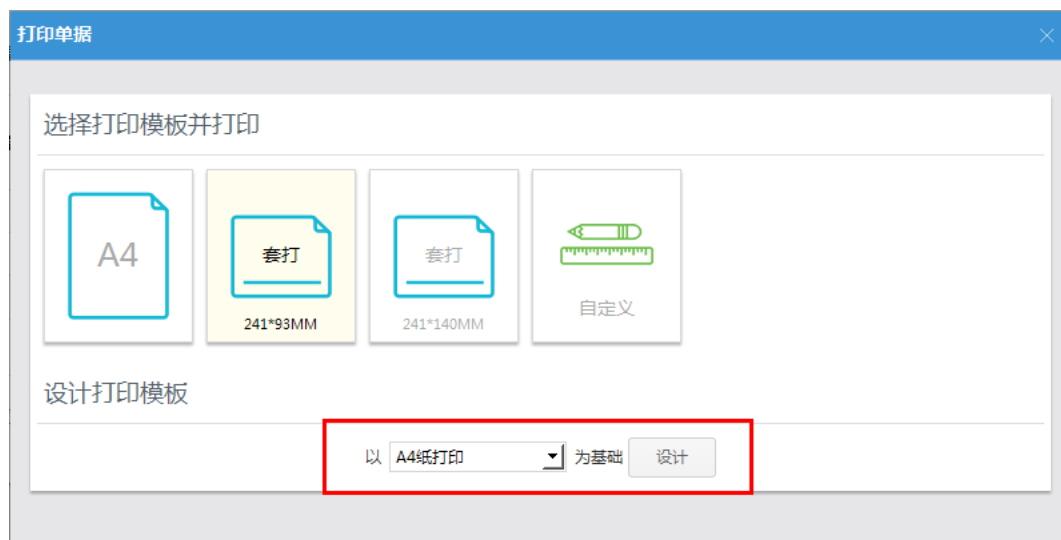 打印单据
选择打印模板并打印
A4
套打
241*93MM
套打
241*140MM
自定义
设计打印模板
以 A4纸打印 为基础 设计